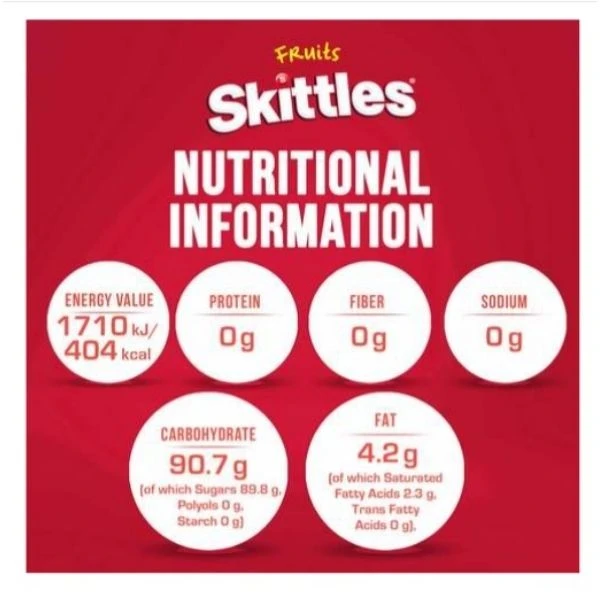 FRuits
Skittles
NUTRITIONAL
INFORMATION
ENERGY VALUE
1710 kJ/
404 kcal
PROTEIN
0g
FIBER
0g
SODIUM
0g
CARBOHYDRATE
90.7g
(of which Sugars 89.8 g,
Polyols 0 g,
Starch 0 g)
FAT
4.2g
(of which Saturated
Fatty Acids 2.3 g,
Trans Fatty
Acids 0 g).